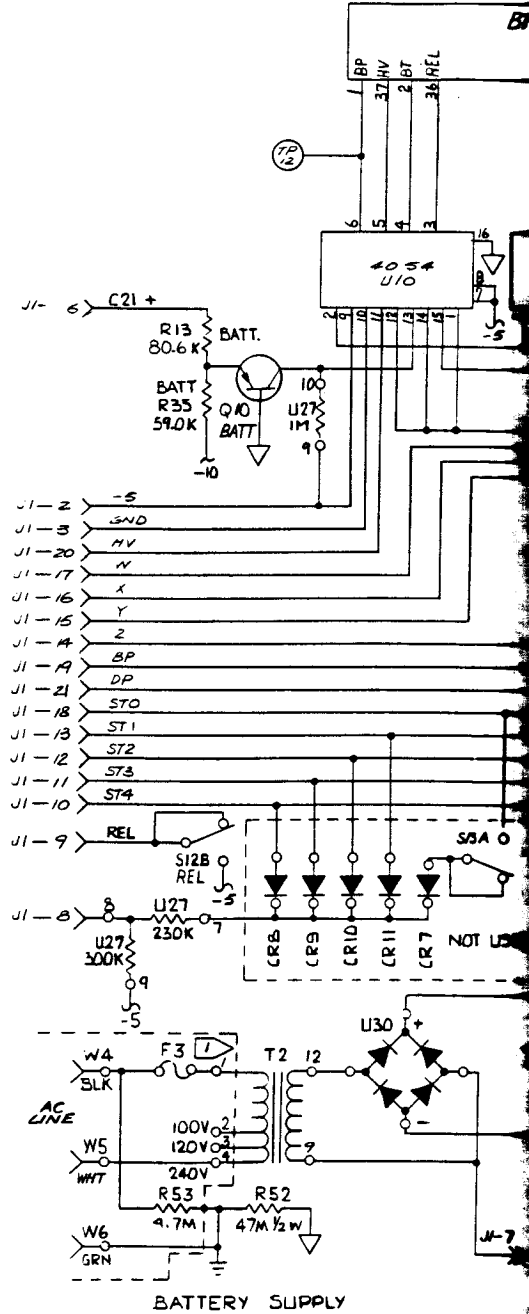 BP
HV
BT
REL
1
37
2
36
TP
12
6
5
4
3
16
4054
U10
8
7
-5
2
9
10
11
12
13
14
15
1
J1- 6
C21 +
R13
80.6K
BATT.
BATT
R35
59.0K
-10
Q10
BATT
10
U27
1M
9
J1-2
-5
J1-3
GND
J1-20
HV
J1-17
W
J1-16
X
J1-15
Y
J1-14
Z
J1-19
BP
J1-21
DP
J1-18
ST0
J1-13
ST1
J1-12
ST2
J1-11
ST3
J1-10
ST4
J1-9
REL
S12B
REL
-5
S13A
J1-8
8
U27
230K
7
U27
300K
9
-5
CR8
CR9
CR10
CR11
CR7
NOT
U30
+
-
W4
BLK
F3
1
T2
12
9
AC
LINE
100V 2
120V 3
240V 4
W5
WHT
R53
4.7M
R52
47M ½W
W6
GRN
J1-7
BATTERY SUPPLY